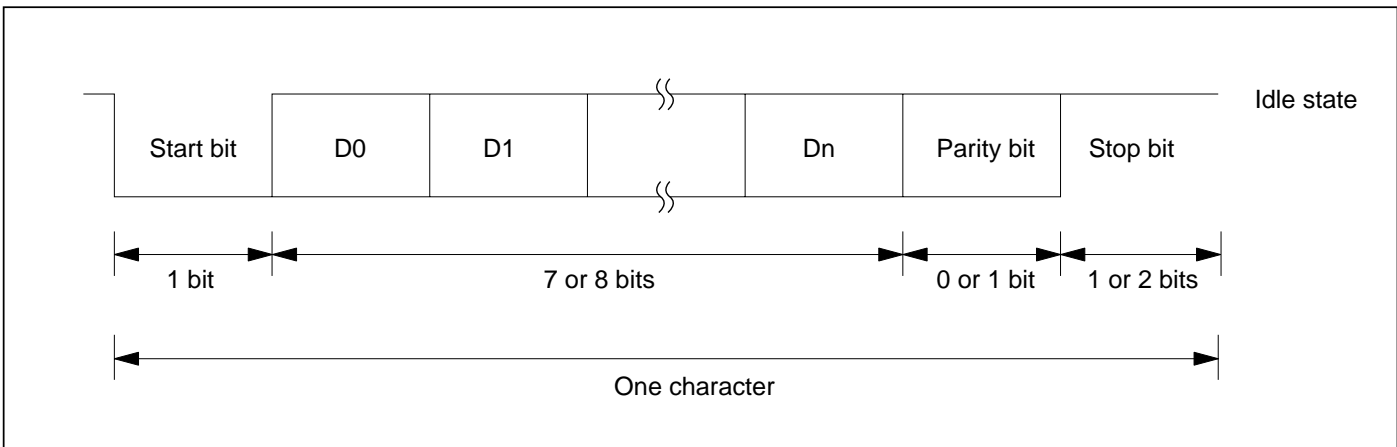 Idle state
Start bit D0 D1 Dn Parity bit Stop bit
1 bit 7 or 8 bits 0 or 1 bit 1 or 2 bits
One character